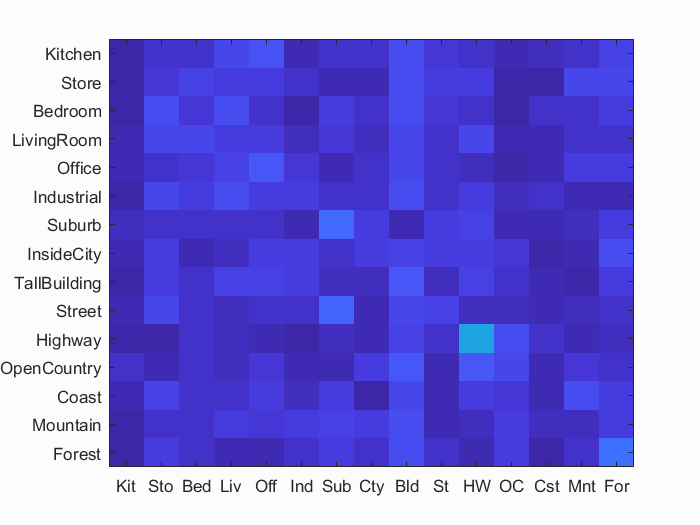 Kitchen
Store
Bedroom
LivingRoom
Office
Industrial
Suburb
InsideCity
TallBuilding
Street
Highway
OpenCountry
Coast
Mountain
Forest
Kit Sto Bed Liv Off Ind Sub Cty Bld St HW OC Cst Mnt For